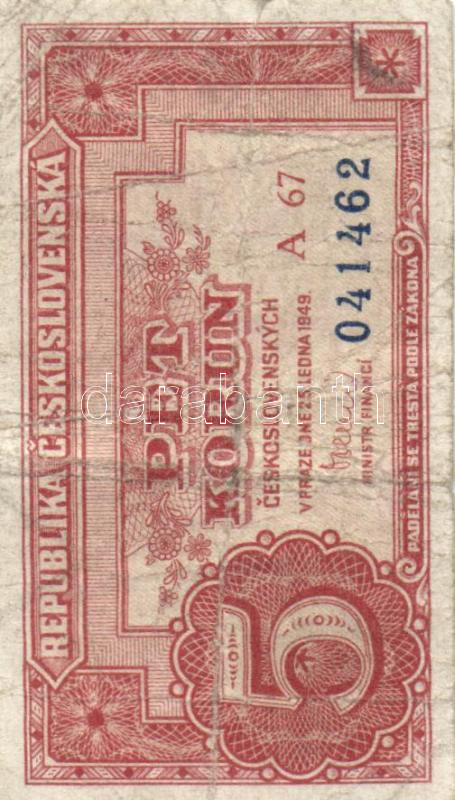 REPUBLIKA ČESKOSLOVENSKÁ
PĚT
KORUN
ČESKOSLOVENSKÝCH
V PRAZE DNE 25. LEDNA 1949.
A 67
MINISTR FINANCÍ
041462
PADĚLÁNÍ SE TRESTÁ PODLE ZÁKONA
5
darabanth